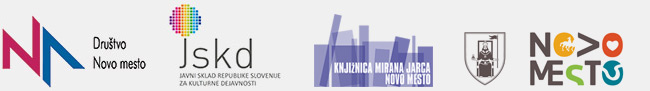 Društvo
Novo mesto
Jskd
JAVNI SKLAD REPUBLIKE SLOVENIJE
ZA KULTURNE DEJAVNOSTI
KNJIŽNICA MIRANA JARCA
NOVO MESTO
NOVO
MESTO